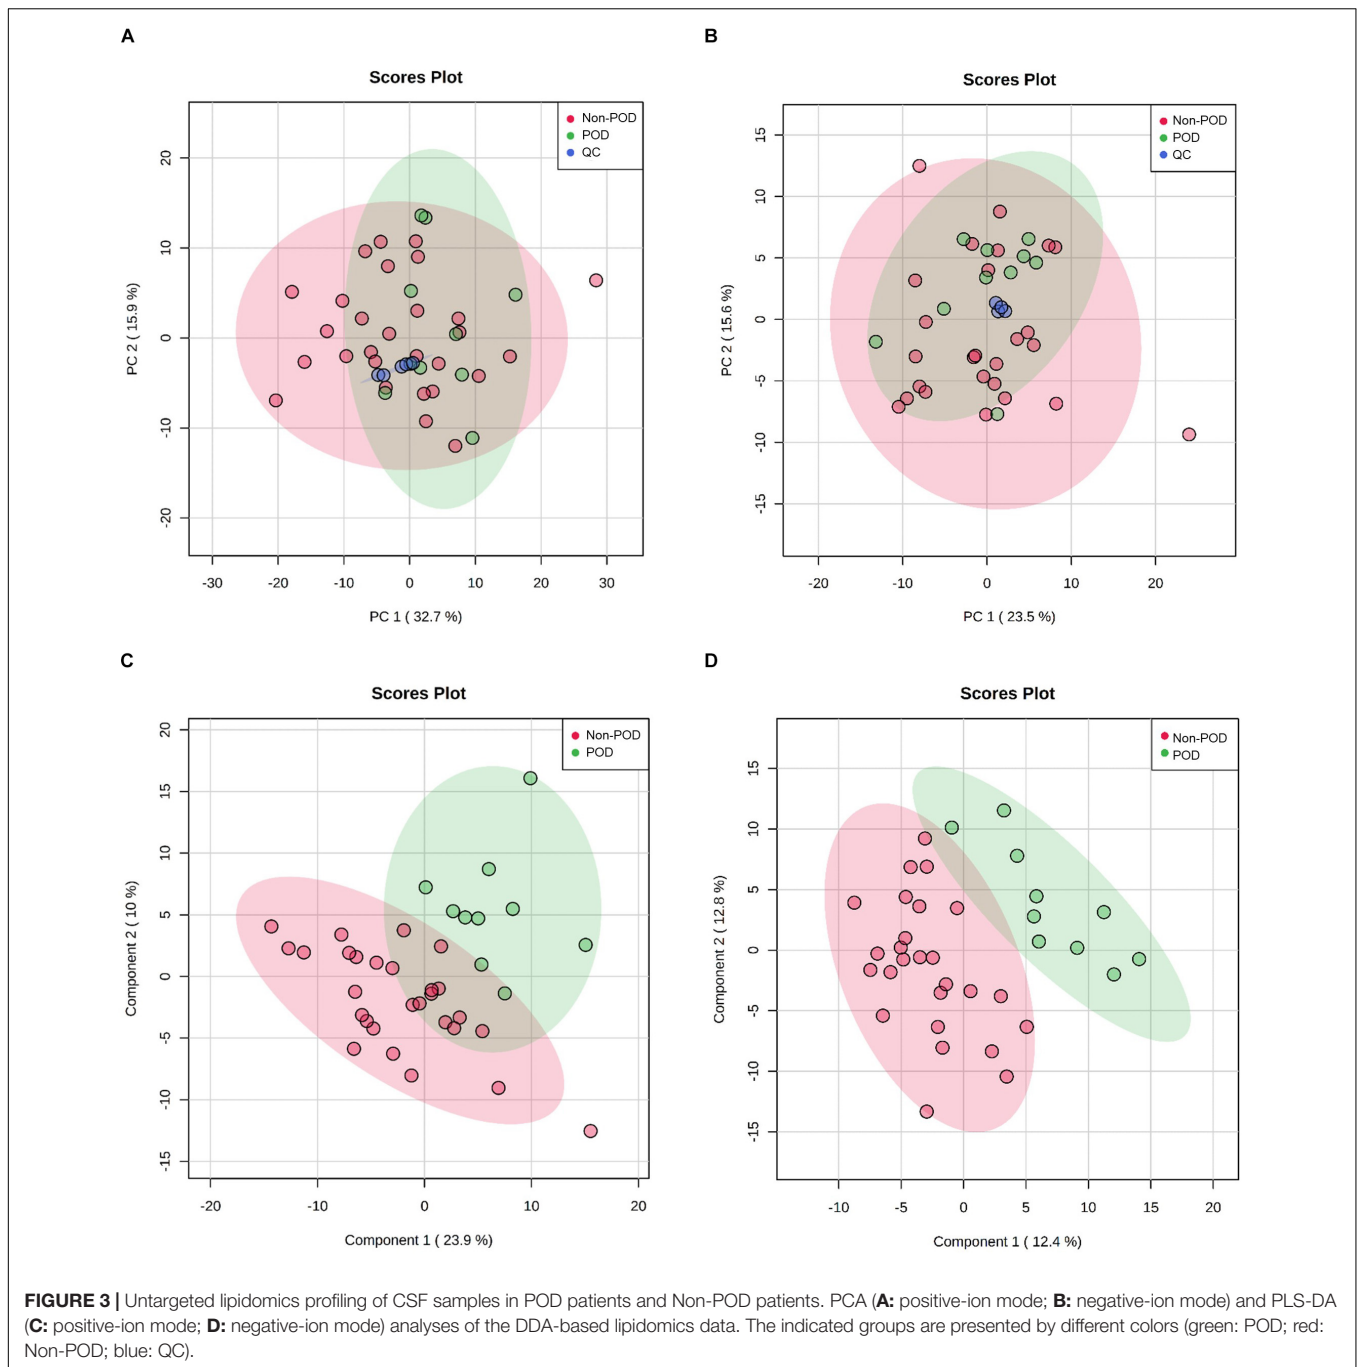 A
Scores Plot
Non-POD
POD
QC
20
10
0
-10
-20
PC 2 ( 15.9 %)
-30 -20 -10 0 10 20 30
PC 1 ( 32.7 %)
B
Scores Plot
Non-POD
POD
QC
15
10
5
0
-5
-10
-15
PC 2 ( 15.6 %)
-20 -10 0 10 20
PC 1 ( 23.5 %)
C
Scores Plot
Non-POD
POD
20
15
10
5
0
-5
-10
-15
Component 2 ( 10 %)
-20 -10 0 10 20
Component 1 ( 23.9 %)
D
Scores Plot
Non-POD
POD
15
10
5
0
-5
-10
-15
Component 2 ( 12.8 %)
-10 -5 0 5 10 15 20
Component 1 ( 12.4 %)
FIGURE 3 | Untargeted lipidomics profiling of CSF samples in POD patients and Non-POD patients. PCA (A: positive-ion mode; B: negative-ion mode) and PLS-DA
(C: positive-ion mode; D: negative-ion mode) analyses of the DDA-based lipidomics data. The indicated groups are presented by different colors (green: POD; red:
Non-POD; blue: QC).